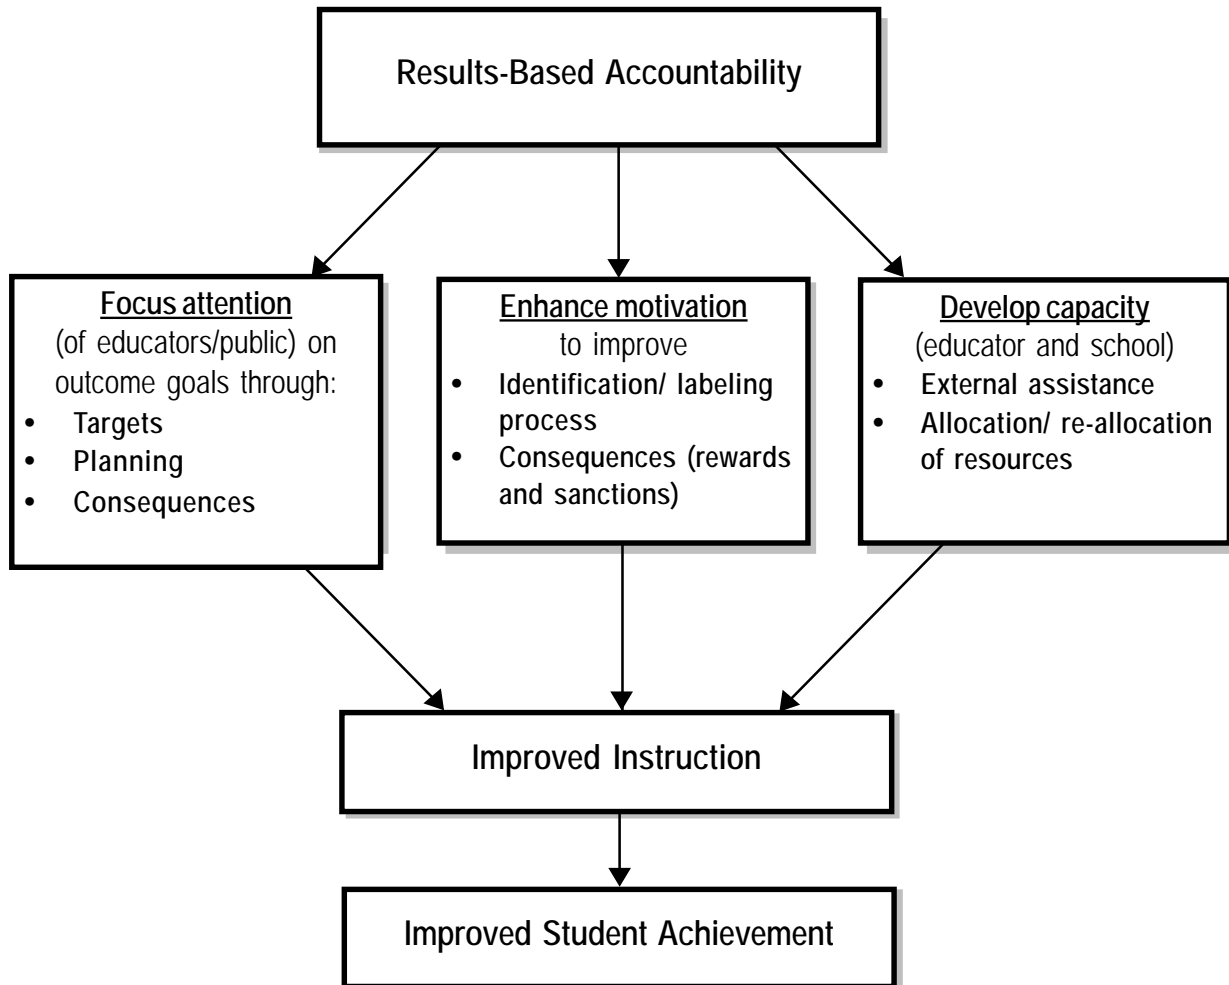 Results-Based Accountability
Focus attention
(of educators/public) on
outcome goals through:
• Targets
• Planning
• Consequences
Enhance motivation
to improve
• Identification/ labeling
process
• Consequences (rewards
and sanctions)
Develop capacity
(educator and school)
• External assistance
• Allocation/ re-allocation
of resources
Improved Instruction
Improved Student Achievement